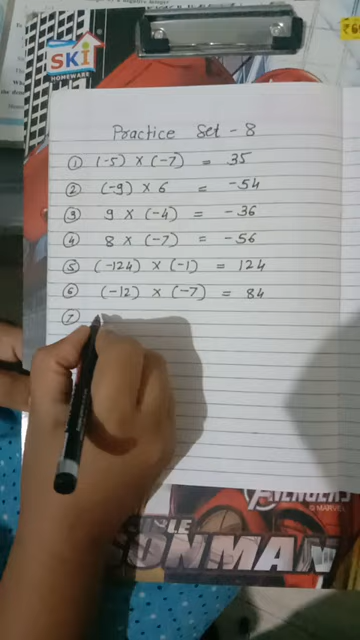 SKI
HOMEWARE
Practice Set - 8
① (-5) × (-7) = 35
② (-9) × 6 = -54
③ 9 × (-4) = -36
④ 8 × (-7) = -56
⑤ (-124) × (-1) = 124
⑥ (-12) × (-7) = 84
⑦
AVENGERS
© MARVEL